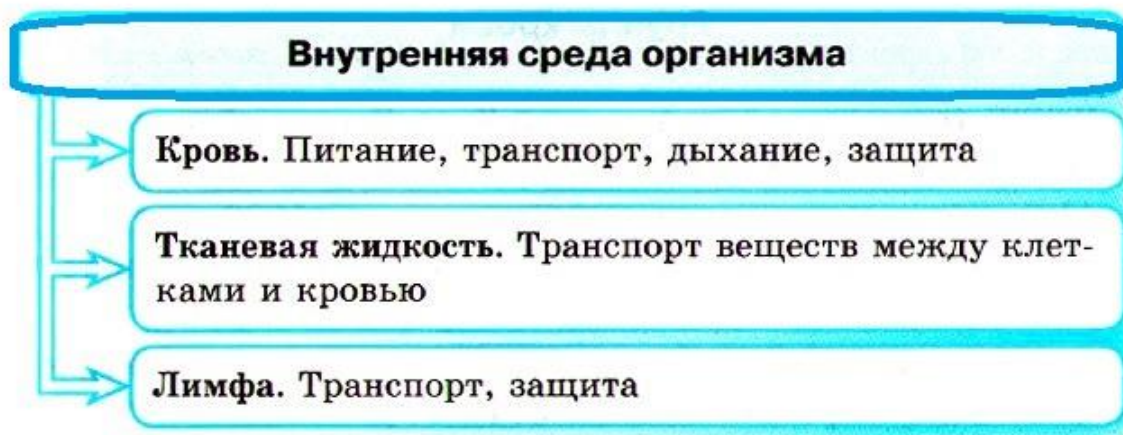 Внутренняя среда организма
Кровь. Питание, транспорт, дыхание, защита
Тканевая жидкость. Транспорт веществ между клет-
ками и кровью
Лимфа. Транспорт, защита